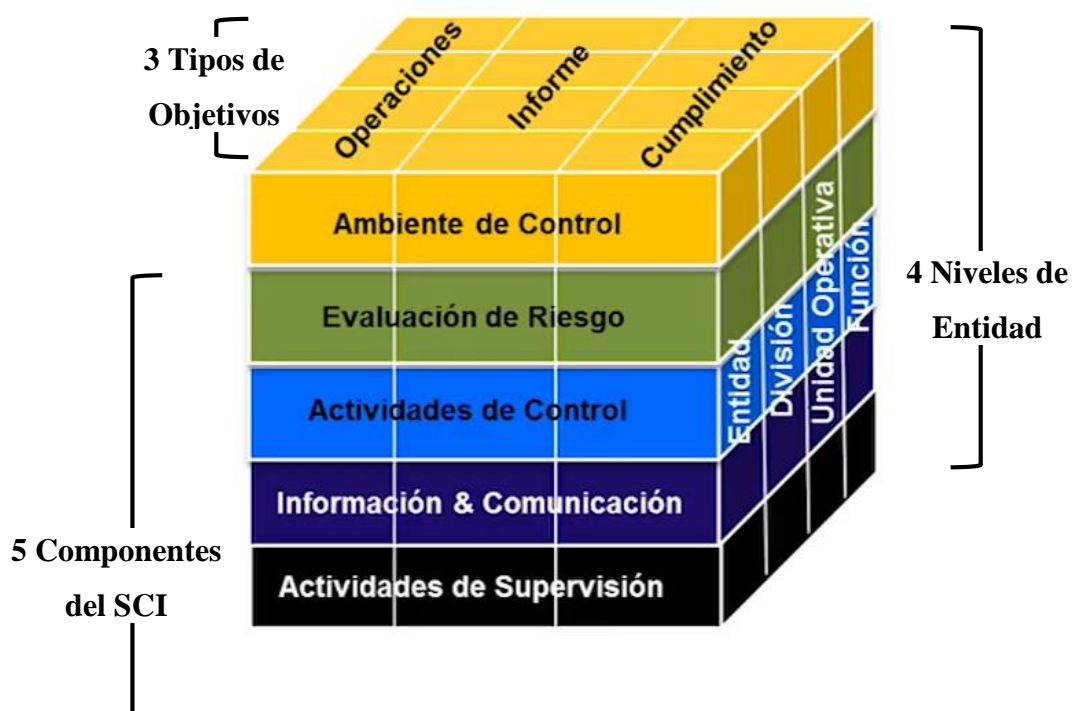 3 Tipos de
Objetivos
Operaciones
Informe
Cumplimiento
Ambiente de Control
Evaluación de Riesgo
Actividades de Control
Información & Comunicación
Actividades de Supervisión
Entidad
División
Unidad Operativa
Función
4 Niveles de
Entidad
5 Componentes
del SCI